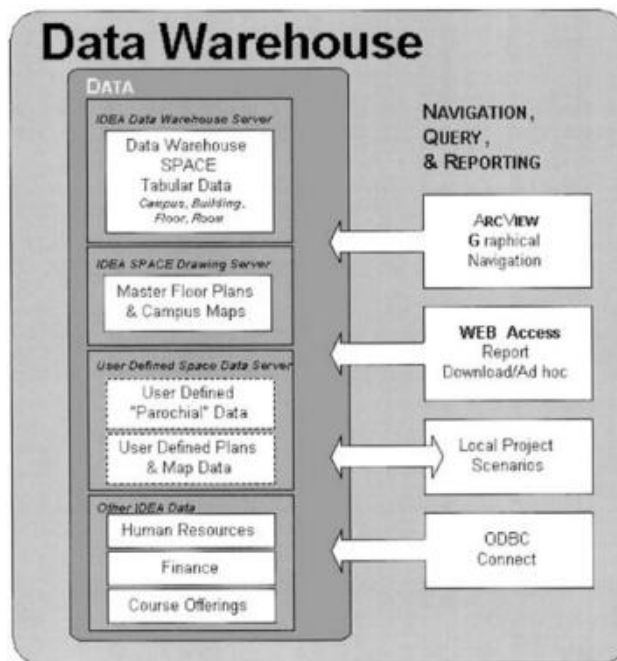 Data Warehouse
DATA
IDEA Data Warehouse Server
Data Warehouse
SPACE
Tabular Data
Campus, Building,
Floor, Room
IDEA SPACE Drawing Server
Master Floor Plans
& Campus Maps
User Defined Space Data Server
User Defined
"Parochial" Data
User Defined Plans
& Map Data
Other IDEA Data
Human Resources
Finance
Course Offerings
NAVIGATION,
QUERY,
& REPORTING
ARCVIEW
Graphical
Navigation
WEB Access
Report
Download/Ad hoc
Local Project
Scenarios
ODBC
Connect